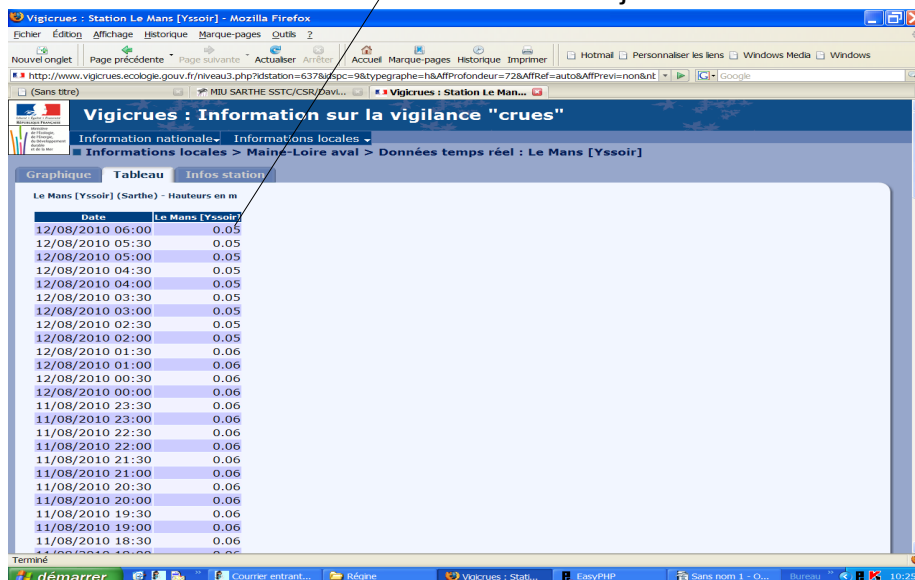 Vigicrues : Station Le Mans [Yssoir] - Mozilla Firefox
Fichier Édition Affichage Historique Marque-pages Outils ?
Nouvel onglet Page précédente Page suivante Actualiser Arrêter Accueil Marque-pages Historique Imprimer Hotmail Personnaliser les liens Windows Media Windows
http://www.vigicrues.ecologie.gouv.fr/niveau3.php?idstation=637&idspc=9&typegraphe=h&AffProfondeur=72&AffRef=auto&AffPrevi=non&nt Google
(Sans titre) MIU SARTHE SSTC/CSR/Davi... Vigicrues : Station Le Man...
Vigicrues : Information sur la vigilance "crues"
Information nationale Informations locales
Informations locales > Maine-Loire aval > Données temps réel : Le Mans [Yssoir]
Graphique Tableau Infos station
Le Mans [Yssoir] (Sarthe) - Hauteurs en m
Date Le Mans [Yssoir]
12/08/2010 06:00 0.05
12/08/2010 05:30 0.05
12/08/2010 05:00 0.05
12/08/2010 04:30 0.05
12/08/2010 04:00 0.05
12/08/2010 03:30 0.05
12/08/2010 03:00 0.05
12/08/2010 02:30 0.05
12/08/2010 02:00 0.05
12/08/2010 01:30 0.06
12/08/2010 01:00 0.06
12/08/2010 00:30 0.06
12/08/2010 00:00 0.06
11/08/2010 23:30 0.06
11/08/2010 23:00 0.06
11/08/2010 22:30 0.06
11/08/2010 22:00 0.06
11/08/2010 21:30 0.06
11/08/2010 21:00 0.06
11/08/2010 20:30 0.06
11/08/2010 20:00 0.06
11/08/2010 19:30 0.06
11/08/2010 19:00 0.06
11/08/2010 18:30 0.06
Terminé
démarrer Courrier entrant... Régine Vigicrues : Stati... EasyPHP Sans nom 1 - O... Bureau 10:25